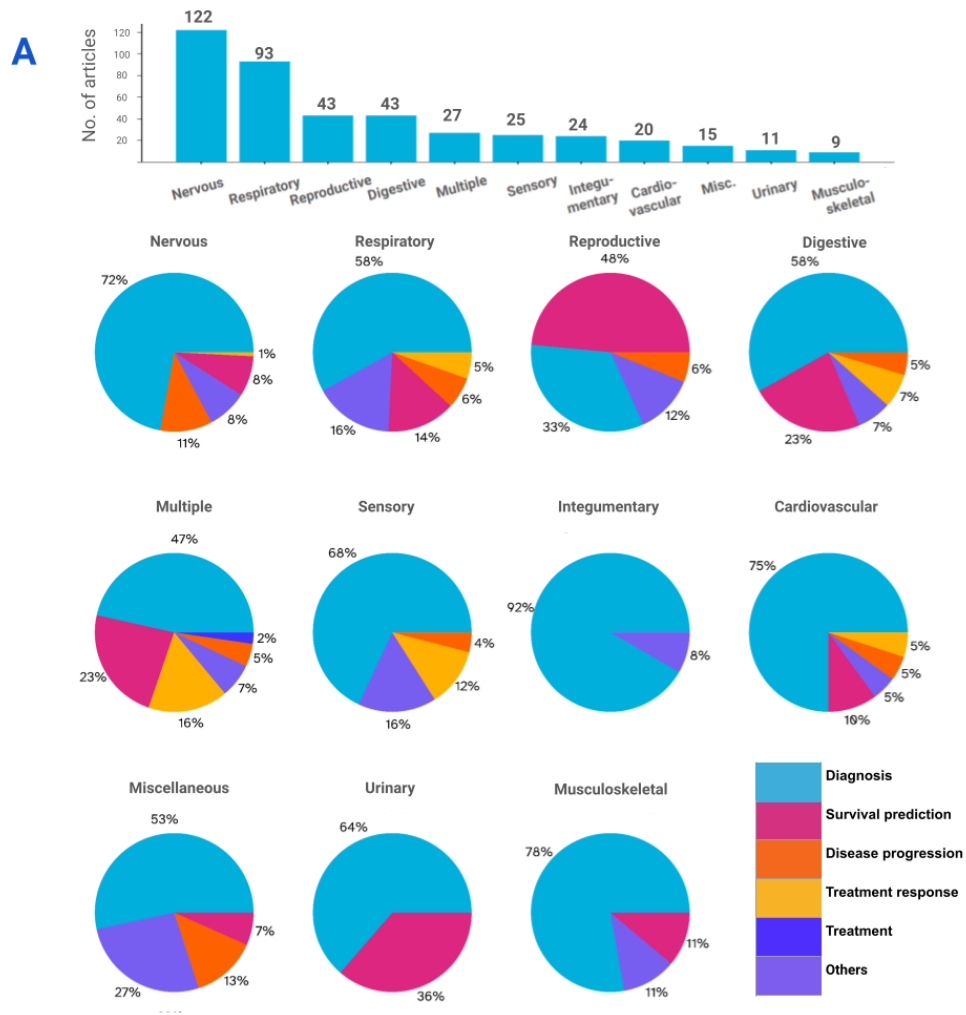 A
No. of articles
120
100
80
60
40
20
122
93
43
43
27
25
24
20
15
11
9
Nervous
Respiratory
Reproductive
Digestive
Multiple
Sensory
Integu-
mentary
Cardio-
vascular
Misc.
Urinary
Musculo-
skeletal
Nervous
72%
1%
8%
8%
11%
Respiratory
58%
5%
6%
14%
16%
Reproductive
48%
6%
12%
33%
Digestive
58%
5%
7%
7%
23%
Multiple
47%
2%
5%
7%
16%
23%
Sensory
68%
4%
12%
16%
Integumentary
92%
8%
Cardiovascular
75%
5%
5%
5%
10%
Miscellaneous
53%
7%
13%
27%
Urinary
64%
36%
Musculoskeletal
78%
11%
11%
Diagnosis
Survival prediction
Disease progression
Treatment response
Treatment
Others